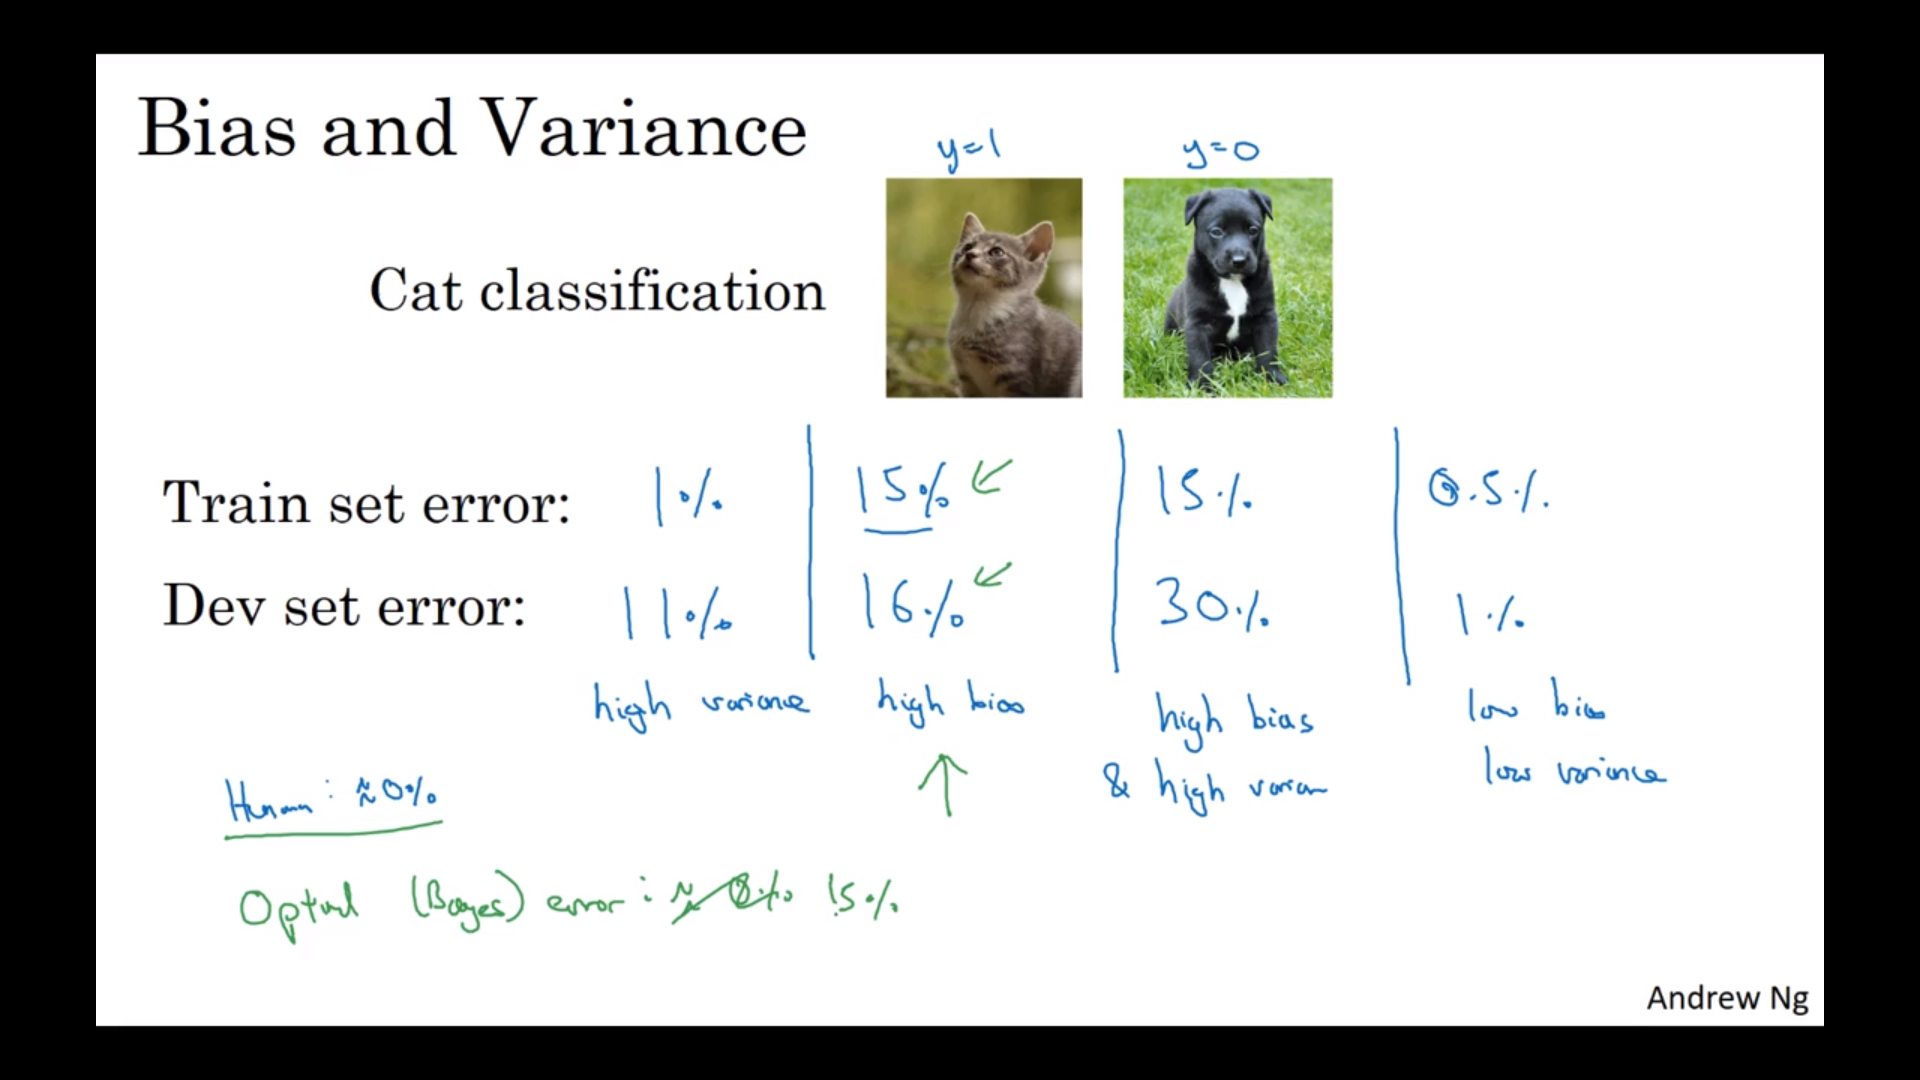 Bias and Variance
y=1 y=0
Cat classification
Train set error: 1% 15% 15% 0.5%
Dev set error: 11% 16% 30% 1%
high variance high bias high bias low bias
& high varian low variance
Human: ≈0%
Optimal (Bayes) error: ≈ 0% 15%
Andrew Ng